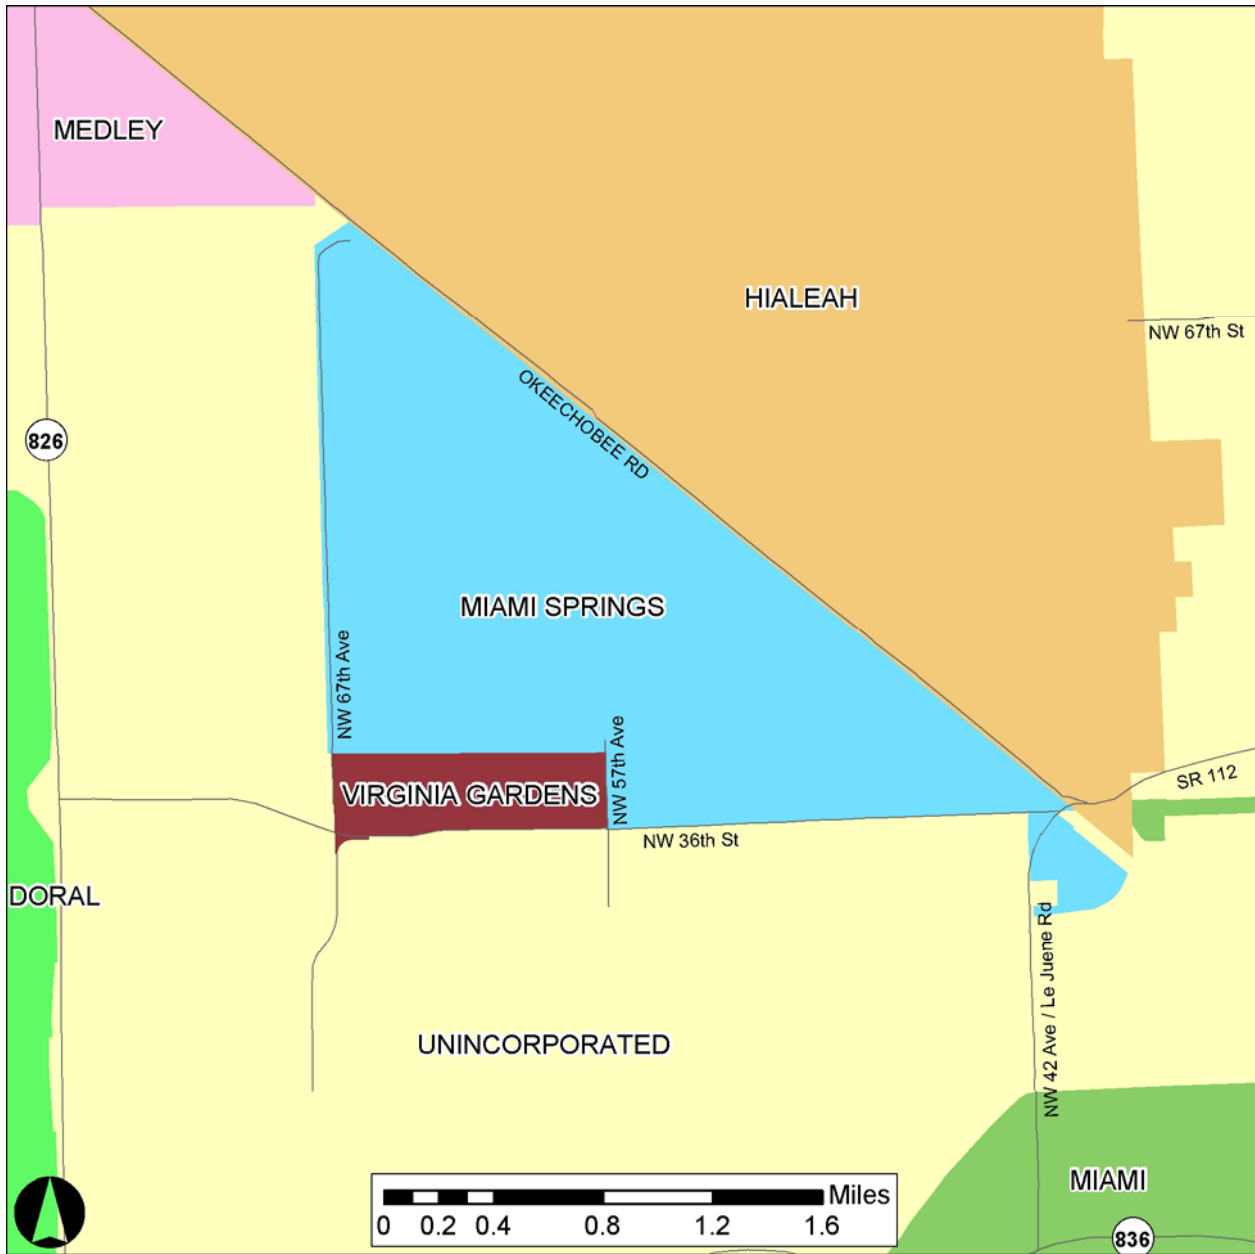 MEDLEY
HIALEAH
NW 67th St
OKEECHOBEE RD
826
MIAMI SPRINGS
NW 67th Ave
NW 57th Ave
SR 112
VIRGINIA GARDENS
NW 36th St
DORAL
NW 42 Ave / Le Juene Rd
UNINCORPORATED
MIAMI
Miles
0 0.2 0.4 0.8 1.2 1.6
836